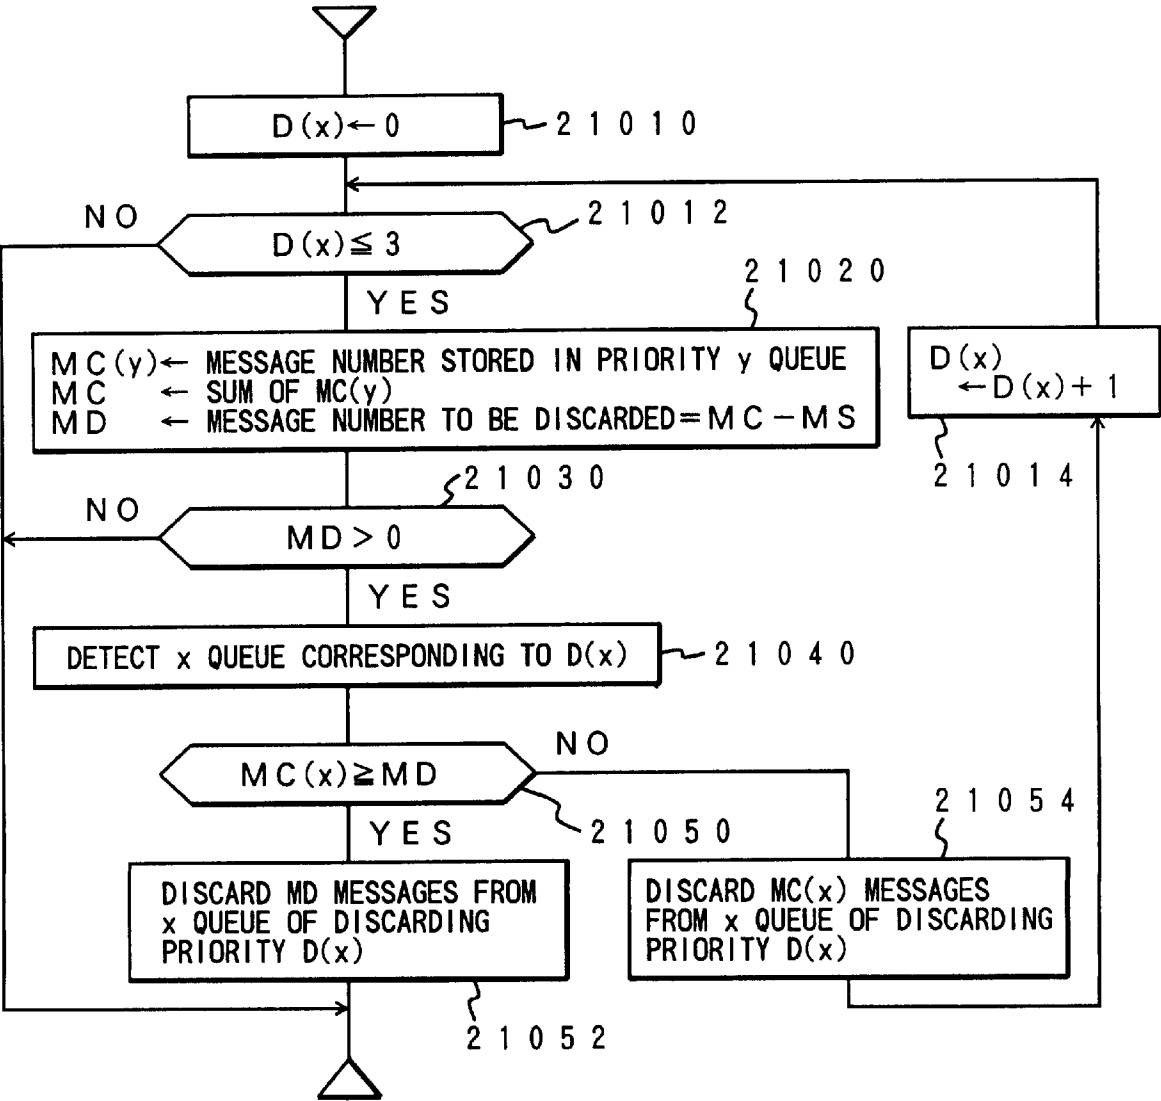 D(x)←0
21010
NO
D(x)≦3
21012
YES
21020
MC(y)← MESSAGE NUMBER STORED IN PRIORITY y QUEUE
MC ← SUM OF MC(y)
MD ← MESSAGE NUMBER TO BE DISCARDED=MC-MS
D(x)
←D(x)+1
21014
21030
NO
MD>0
YES
DETECT x QUEUE CORRESPONDING TO D(x)
21040
MC(x)≧MD
NO
21050
YES
21054
DISCARD MD MESSAGES FROM
x QUEUE OF DISCARDING
PRIORITY D(x)
21052
DISCARD MC(x) MESSAGES
FROM x QUEUE OF DISCARDING
PRIORITY D(x)